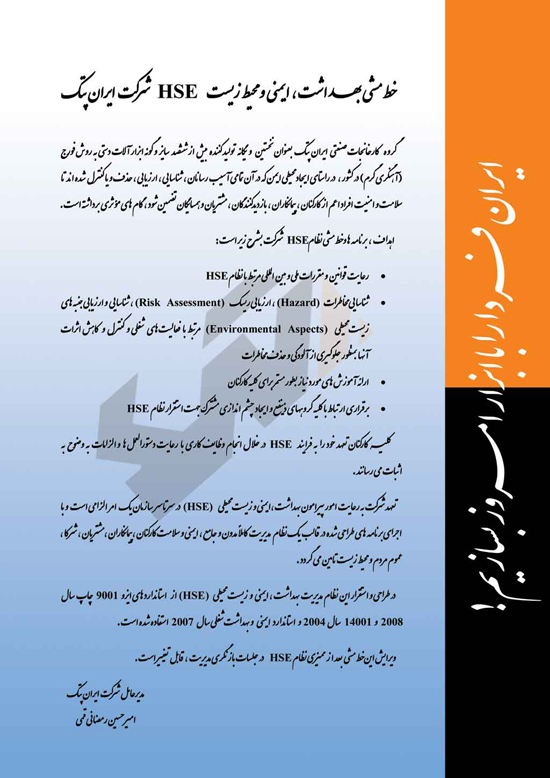 خط مشی بهداشت، ایمنی و محیط زیست HSE شرکت ایران پتک
گروه کارخانجات صنعتی ایران پتک بعنوان نخستین و یگانه تولید کننده بیش از ششصد سایز و گونه ابزار آلات دستی به روش فورج
(آهنگری گرم) در کشور، در راستای ایجاد محیطی ایمن که در آن تمامی آسیب رسانان، شناسایی، ارزیابی، حذف و یا کنترل شده اند تا
سلامت و امنیت افراد اعم از کارکنان، پیمانکاران، بازدیدکنندگان، مشتریان و همسایگان تضمین شود، گام های مؤثری برداشته است.
اهداف، برنامه ها و خط مشی نظام HSE شرکت بشرح زیر است:
• رعایت قوانین و مقررات ملی و بین المللی مرتبط با نظام HSE
• شناسایی مخاطرات (Hazard)، ارزیابی ریسک (Risk Assessment)، شناسایی و ارزیابی جنبه های
زیست محیطی (Environmental Aspects) مرتبط با فعالیت های شغلی و کنترل و کاهش اثرات
آنها بمنظور جلوگیری از آلودگی و حذف مخاطرات
• ارائه آموزش های مورد نیاز بطور مستمر برای کلیه کارکنان
• برقراری ارتباط با کلیه گروههای ذینفع و ایجاد چشم اندازی مشترک جهت استقرار نظام HSE
کلیه کارکنان تعهد خود را به فرایند HSE در خلال انجام وظایف کاری با رعایت دستورالعمل ها و الزامات به وضوح به
اثبات می رسانند.
تعهد شرکت به رعایت امور پیرامون بهداشت، ایمنی و زیست محیطی (HSE) در سرتاسر سازمان یک امر الزامی است و با
اجرای برنامه های طراحی شده در قالب یک نظام مدیریت کاملاً مدون و جامع، ایمنی و سلامت کارکنان، پیمانکاران، مشتریان، شرکا،
عموم مردم و محیط زیست تامین می گردد.
در طراحی و استقرار این نظام مدیریت بهداشت، ایمنی و زیست محیطی (HSE) از استانداردهای ایزو 9001 چاپ سال
2008 و 14001 سال 2004 و استاندارد ایمنی و بهداشت شغلی سال 2007 استفاده شده است.
ویرایش این خط مشی بعد از ممیزی نظام HSE در جلسات بازنگری مدیریت، قابل تغییر است.
مدیرعامل شرکت ایران پتک
امیرحسین رمضانی قمی
ایران فردا را با ابزار امروز بسازیم!